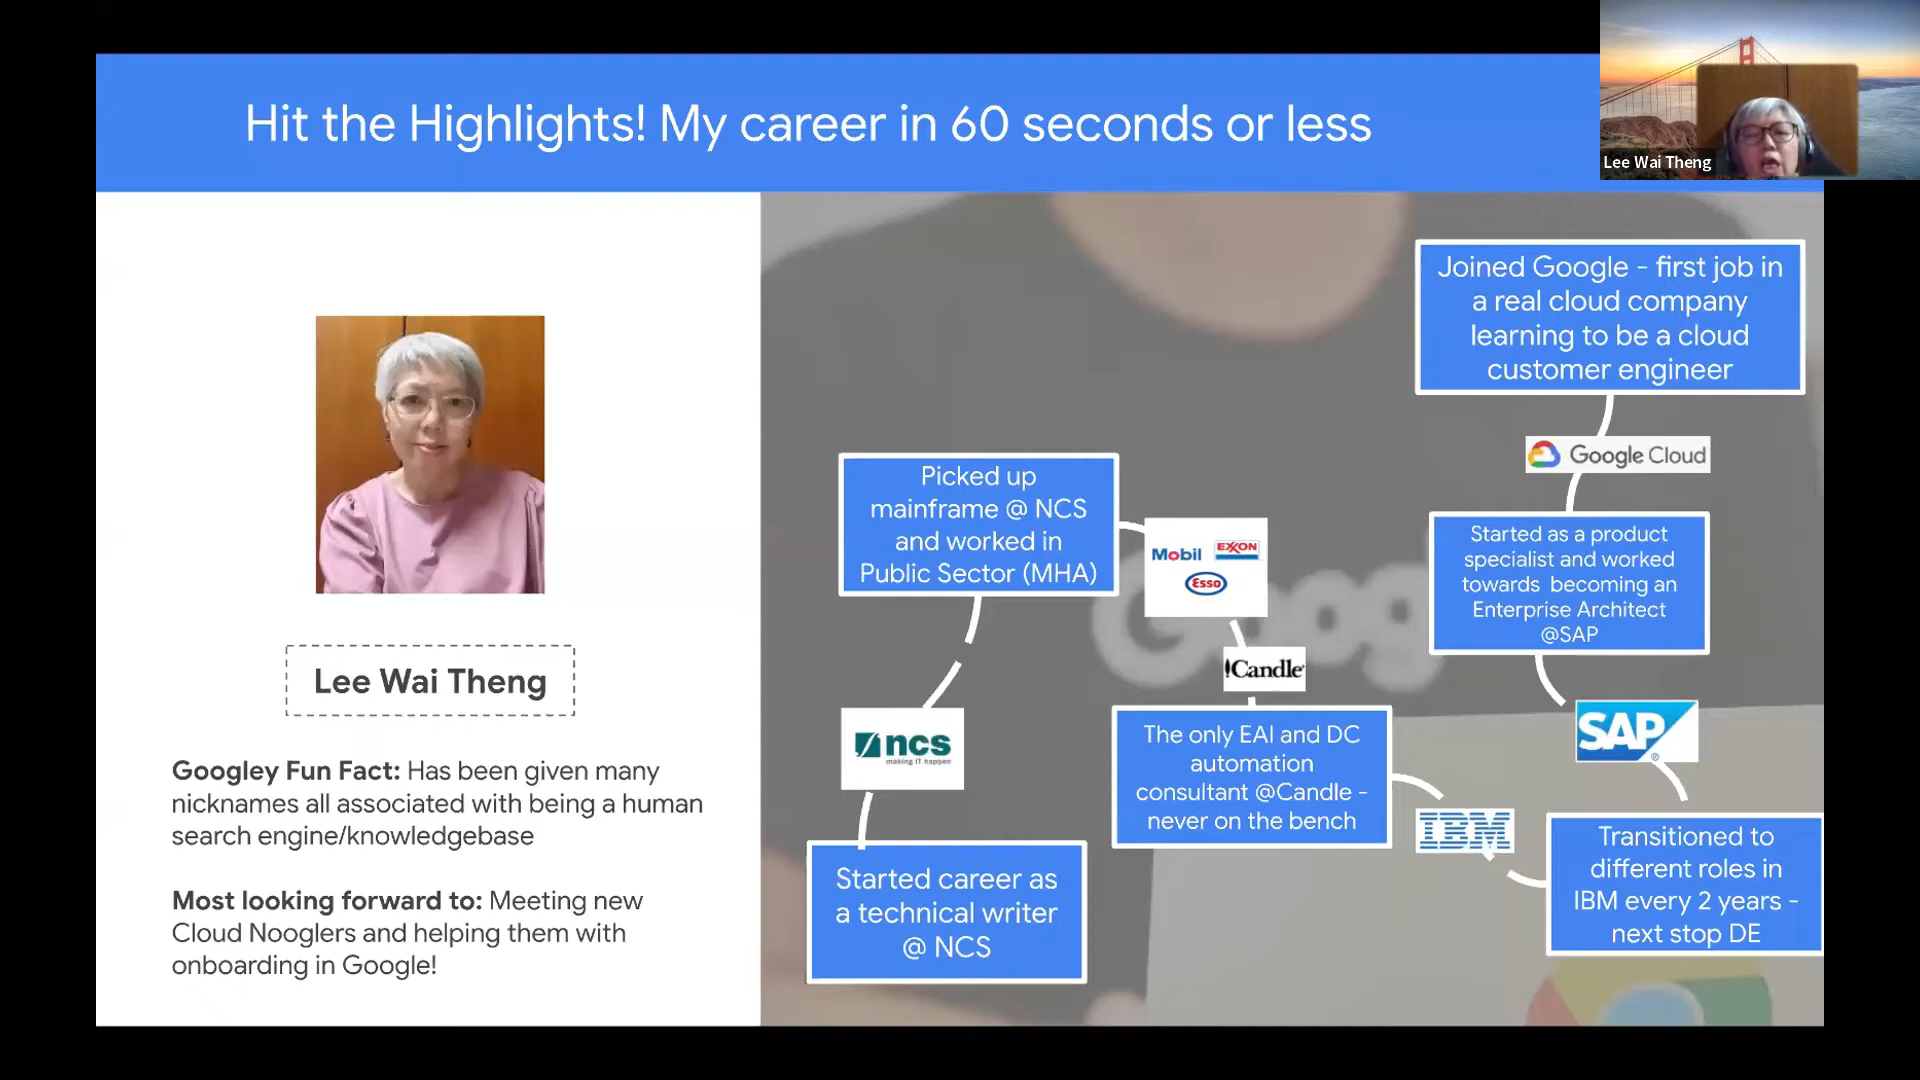 Hit the Highlights! My career in 60 seconds or less
Lee Wai Theng
Lee Wai Theng
Googley Fun Fact: Has been given many
nicknames all associated with being a human
search engine/knowledgebase
Most looking forward to: Meeting new
Cloud Nooglers and helping them with
onboarding in Google!
Started career as
a technical writer
@ NCS
ncs
making IT happen
Picked up
mainframe @ NCS
and worked in
Public Sector (MHA)
Mobil EXXON
Esso
Candle
The only EAI and DC
automation
consultant @Candle -
never on the bench
IBM
Transitioned to
different roles in
IBM every 2 years -
next stop DE
SAP
Started as a product
specialist and worked
towards becoming an
Enterprise Architect
@SAP
Google Cloud
Joined Google - first job in
a real cloud company
learning to be a cloud
customer engineer
Goog